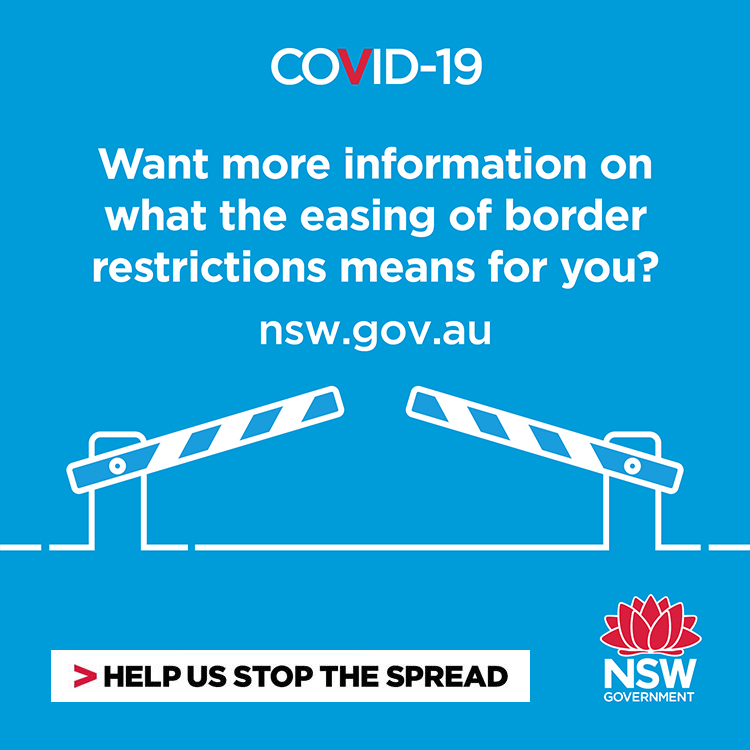 COVID-19
Want more information on
what the easing of border
restrictions means for you?
nsw.gov.au
> HELP US STOP THE SPREAD
NSW
GOVERNMENT